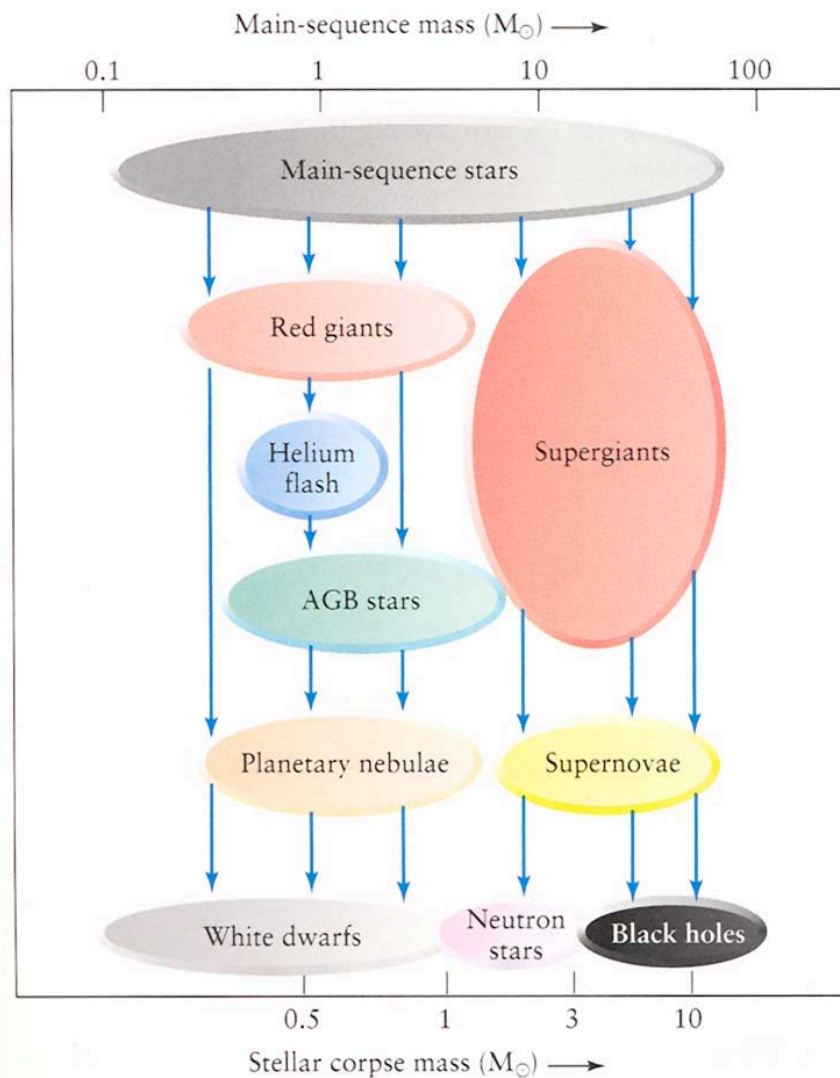 Main-sequence mass (M☉) →
0.1 1 10 100
Main-sequence stars
Red giants
Helium
flash
Supergiants
AGB stars
Planetary nebulae
Supernovae
White dwarfs
Neutron
stars
Black holes
0.5 1 3 10
Stellar corpse mass (M☉) →